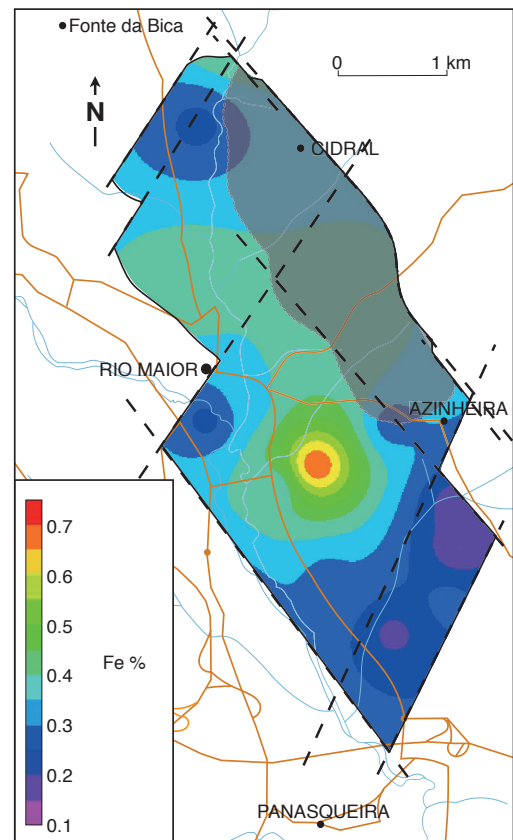 Fonte da Bica
0 1 km
N
CIDRAL
RIO MAIOR
AZINHEIRA
0.7
0.6
0.5
Fe %
0.4
0.3
0.2
0.1
PANASQUEIRA